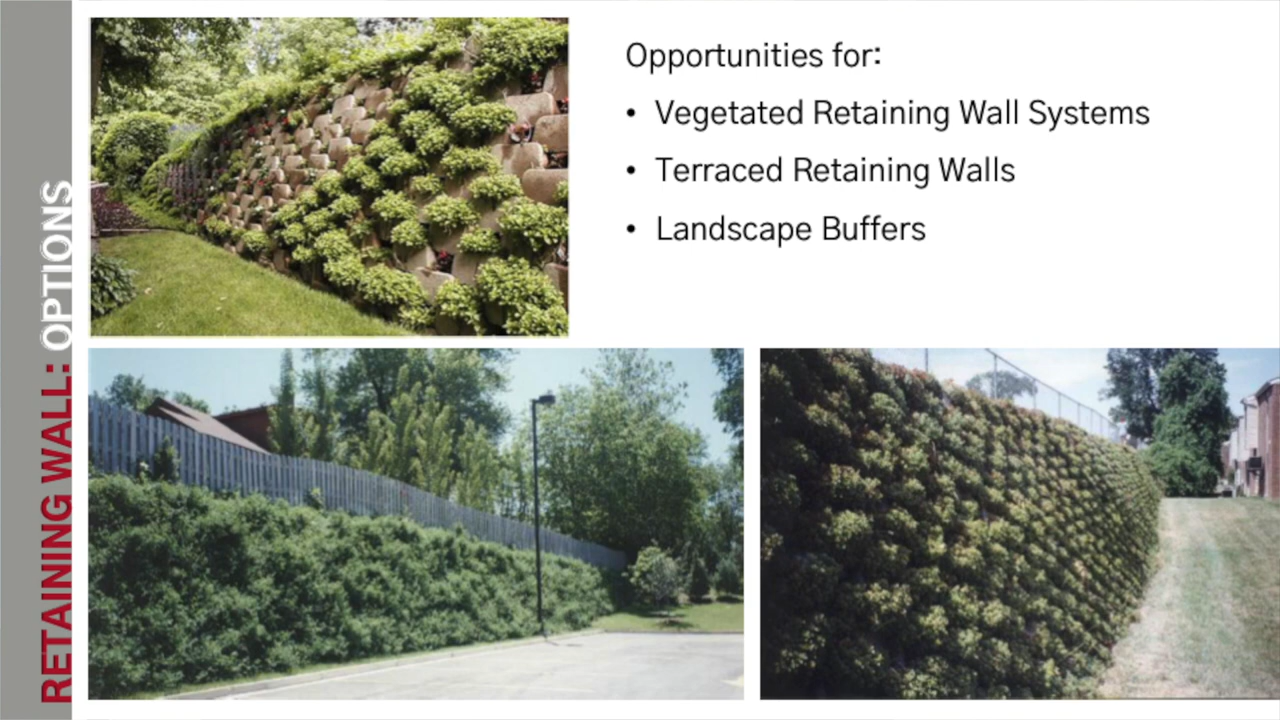 RETAINING WALL: OPTIONS
Opportunities for:
• Vegetated Retaining Wall Systems
• Terraced Retaining Walls
• Landscape Buffers